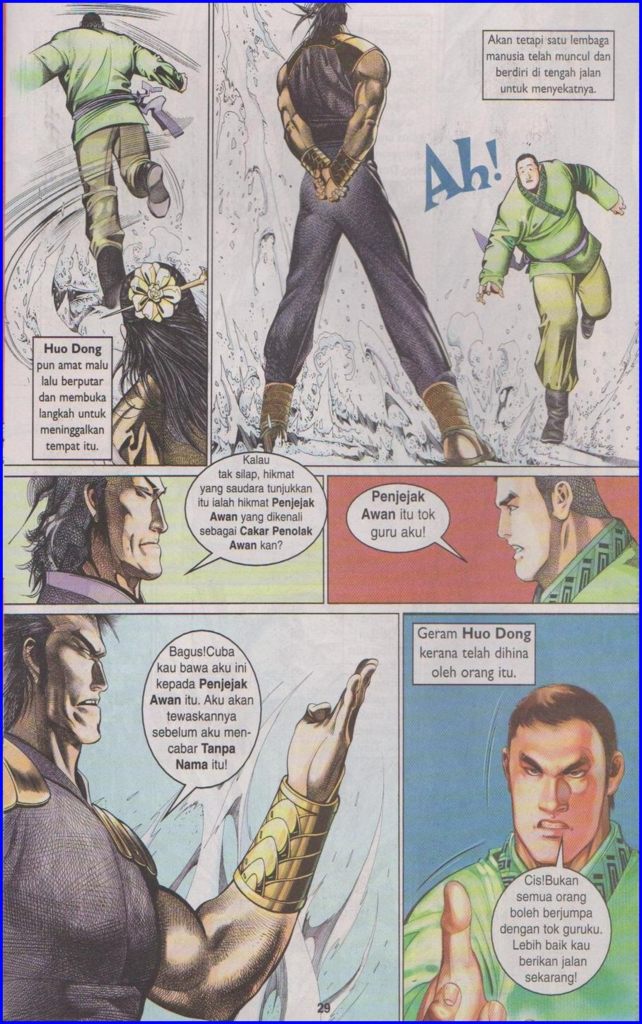 Huo Dong
pun amat malu
lalu berputar
dan membuka
langkah untuk
meninggalkan
tempat itu.
Akan tetapi satu lembaga
manusia telah muncul dan
berdiri di tengah jalan
untuk menyekatnya.
Ah!
Kalau
tak silap, hikmat
yang saudara tunjukkan
itu ialah hikmat Penjejak
Awan yang dikenali
sebagai Cakar Penolak
Awan kan?
Penjejak
Awan itu tok
guru aku!
Bagus!Cuba
kau bawa aku ini
kepada Penjejak
Awan itu. Aku akan
tewaskannya
sebelum aku men-
cabar Tanpa
Nama itu!
Geram Huo Dong
kerana telah dihina
oleh orang itu.
Cis!Bukan
semua orang
boleh berjumpa
dengan tok guruku.
Lebih baik kau
berikan jalan
sekarang!
29